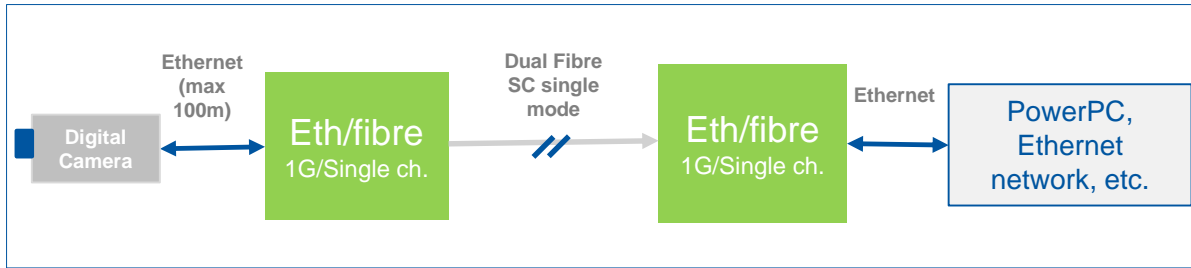 Ethernet
(max
100m)
Dual Fibre
SC single
mode
Ethernet
Digital
Camera
Eth/fibre
1G/Single ch.
Eth/fibre
1G/Single ch.
PowerPC,
Ethernet
network, etc.